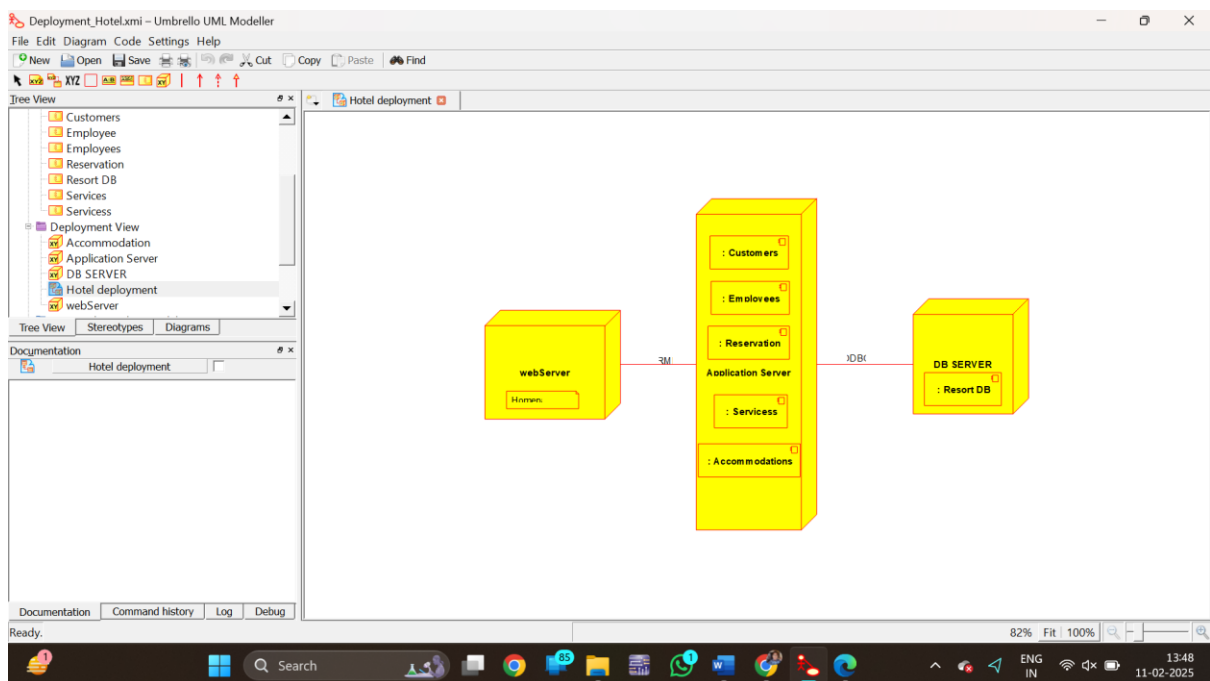 Deployment_Hotel.xmi – Umbrello UML Modeller
File Edit Diagram Code Settings Help
New Open Save Cut Copy Paste Find
XYZ
Tree View
Hotel deployment
Customers
Employee
Employees
Reservation
Resort DB
Services
Servicess
Deployment View
Accommodation
Application Server
DB SERVER
Hotel deployment
webServer
Tree View Stereotypes Diagrams
Documentation
Hotel deployment
: Customers
: Employees
: Reservation
Application Server
: Servicess
: Accommodations
webServer
DB SERVER
: Resort DB
Documentation Command history Log Debug
Ready.
82% Fit 100%
1
Search
85
1
ENG
IN
13:48
11-02-2025